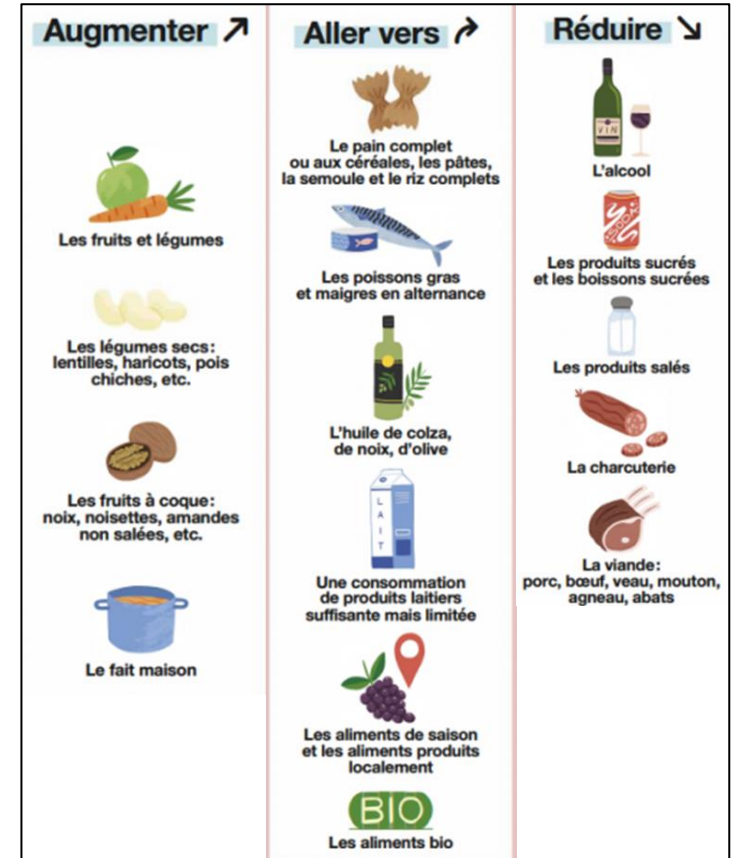 Augmenter
Les fruits et légumes
Les légumes secs:
lentilles, haricots, pois
chiches, etc.
Les fruits à coque:
noix, noisettes, amandes
non salées, etc.
Le fait maison
Aller vers
Le pain complet
ou aux céréales, les pâtes,
la semoule et le riz complets
Les poissons gras
et maigres en alternance
L'huile de colza,
de noix, d'olive
LAIT
Une consommation
de produits laitiers
suffisante mais limitée
Les aliments de saison
et les aliments produits
localement
BIO
Les aliments bio
Réduire
VIN
L'alcool
SODA
Les produits sucrés
et les boissons sucrées
Les produits salés
La charcuterie
La viande:
porc, bœuf, veau, mouton,
agneau, abats